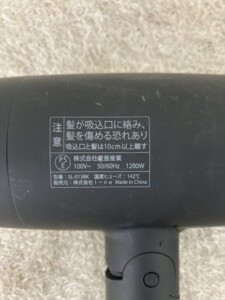 注意
髪が吸込口に絡み、
髪を傷める恐れあり
吸込口と髪は10cm以上離す
PSE
株式会社慶豊産業
100V~ 50/60Hz 1200W
型番：SL-013BK 温度ヒューズ：142℃
販売元：株式会社 I-ne Made in China